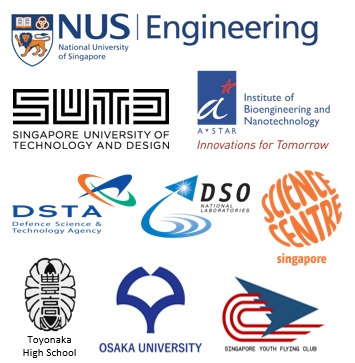 NUS Engineering
National University
of Singapore
SUTD
SINGAPORE UNIVERSITY OF
TECHNOLOGY AND DESIGN
a
A*STAR
Institute of
Bioengineering and
Nanotechnology
Innovations for Tomorrow
DSTA
Defence Science &
Technology Agency
DSO
NATIONAL
LABORATORIES
SCIENCE
CENTRE
singapore
豊
高
Toyonaka
High School
OSAKA UNIVERSITY
SINGAPORE YOUTH FLYING CLUB